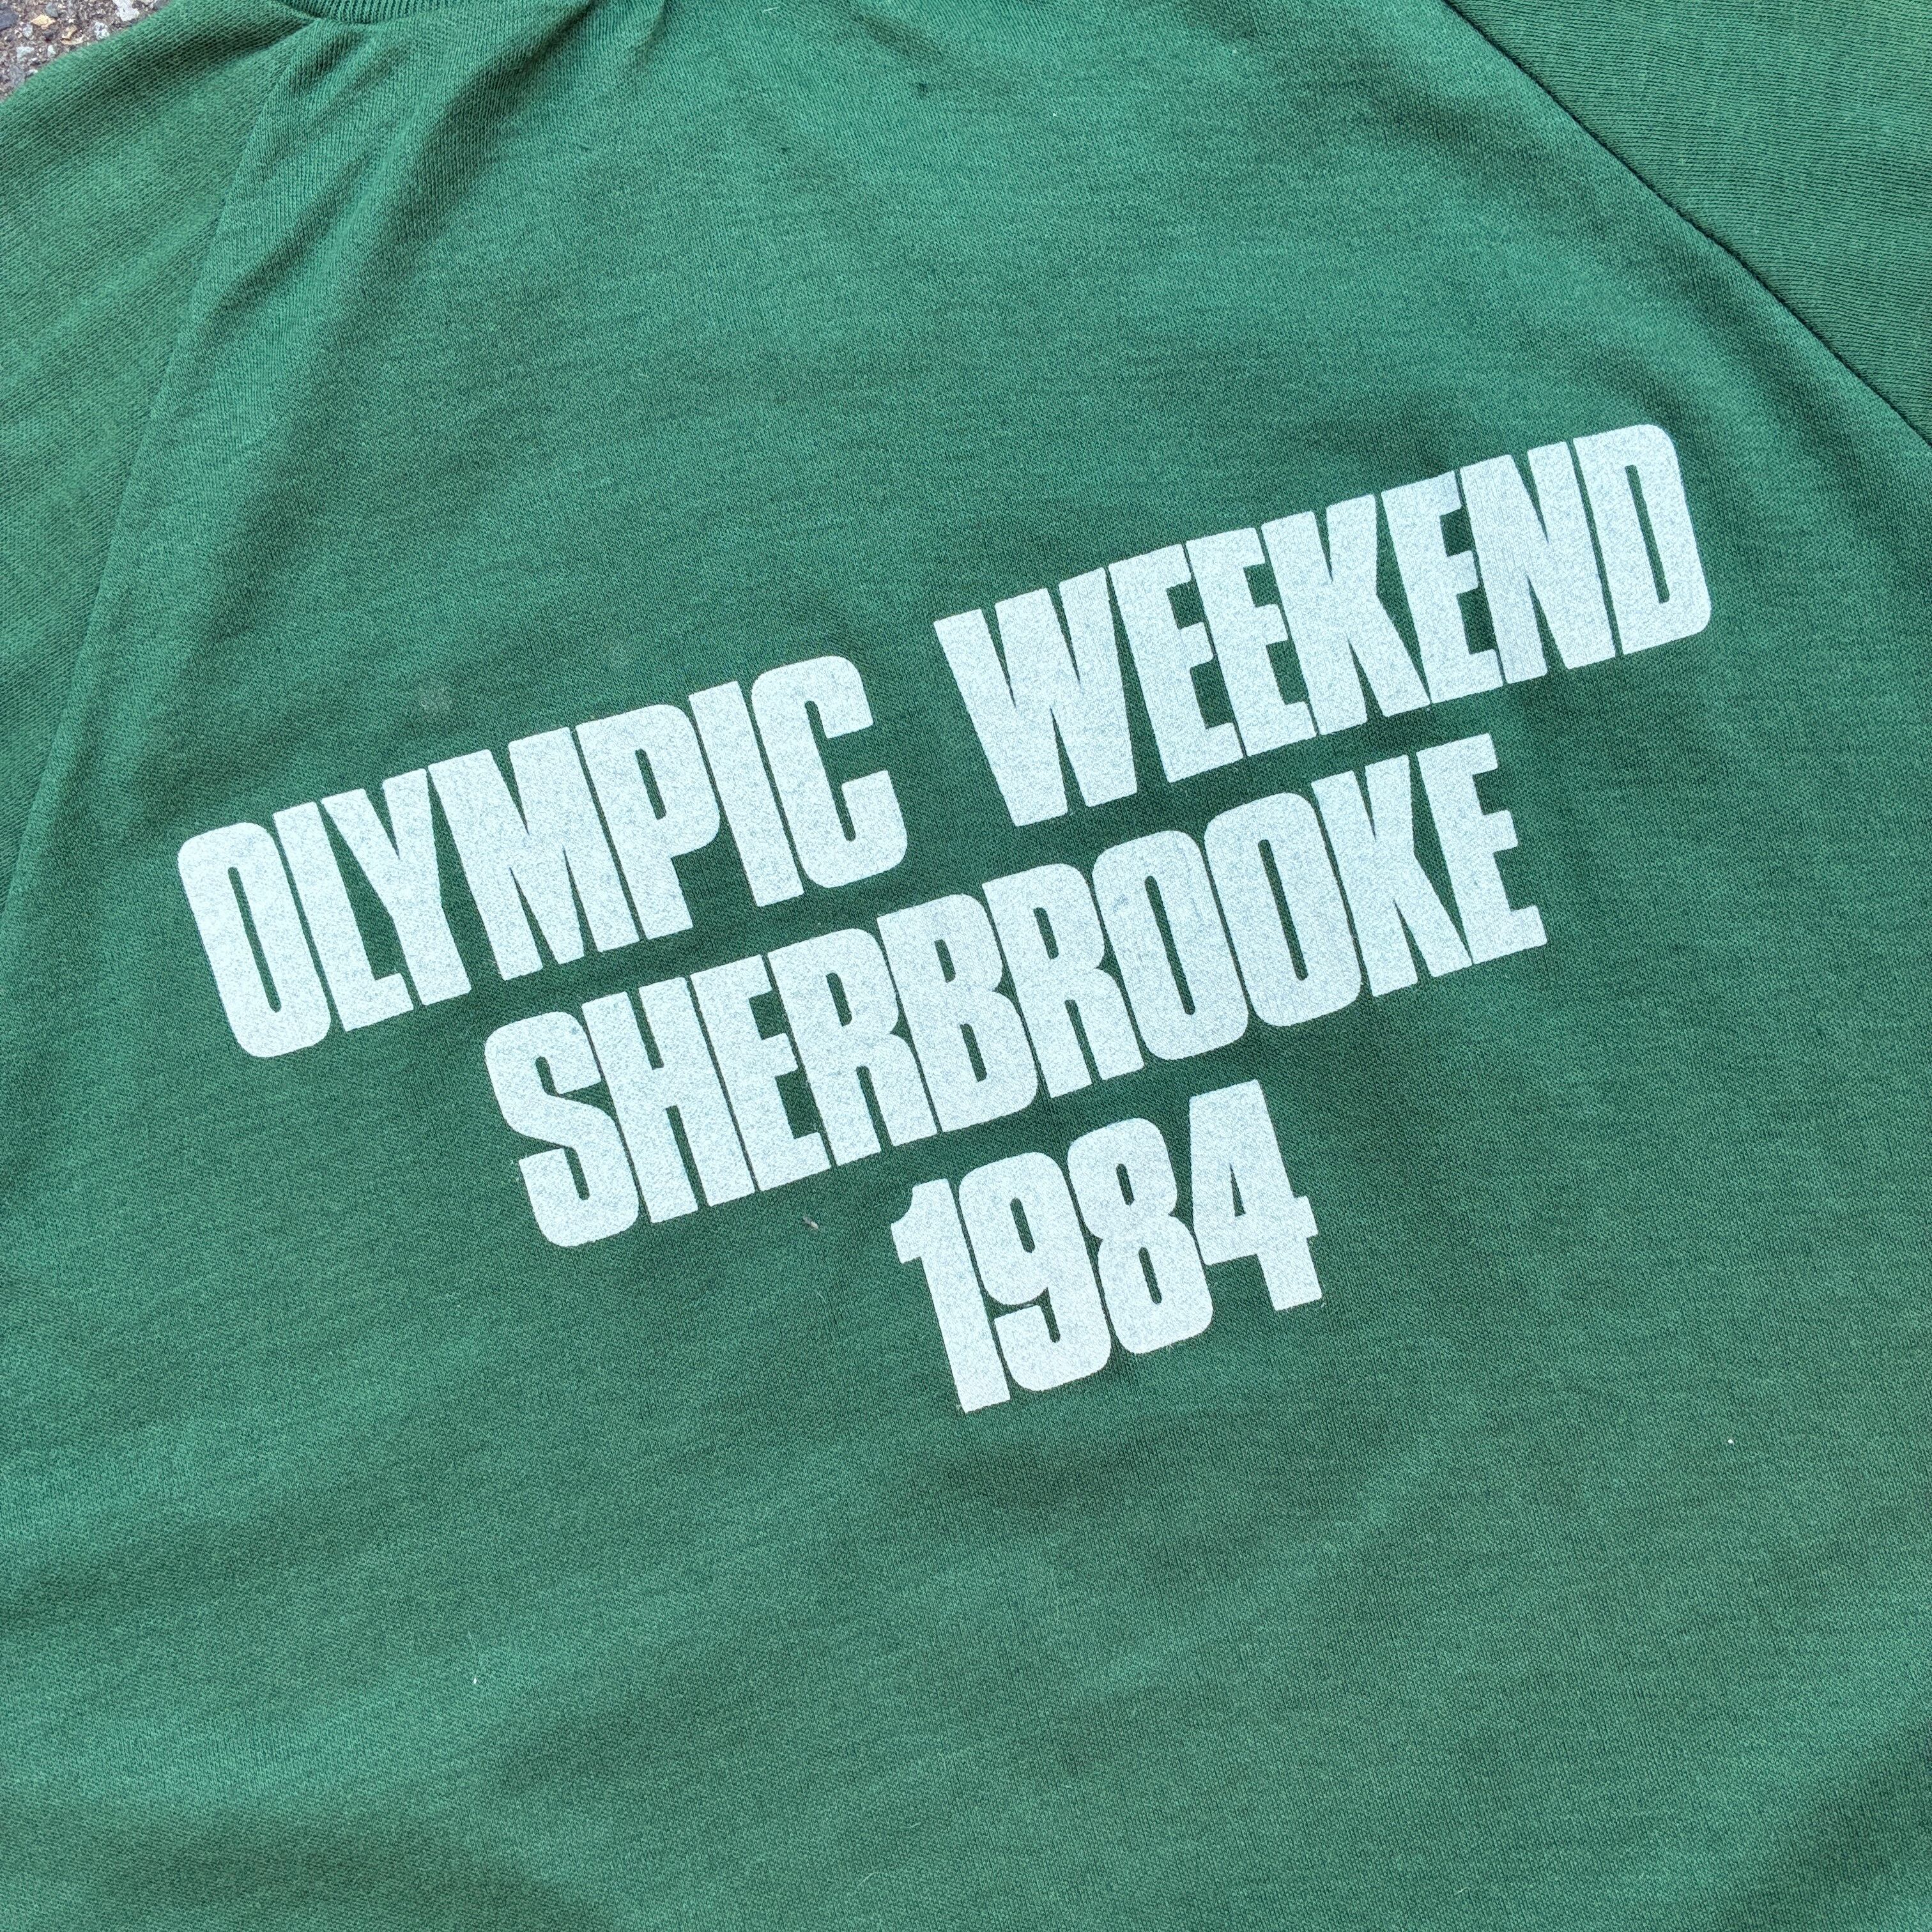 OLYMPIC WEEKEND
SHERBROOKE
1984